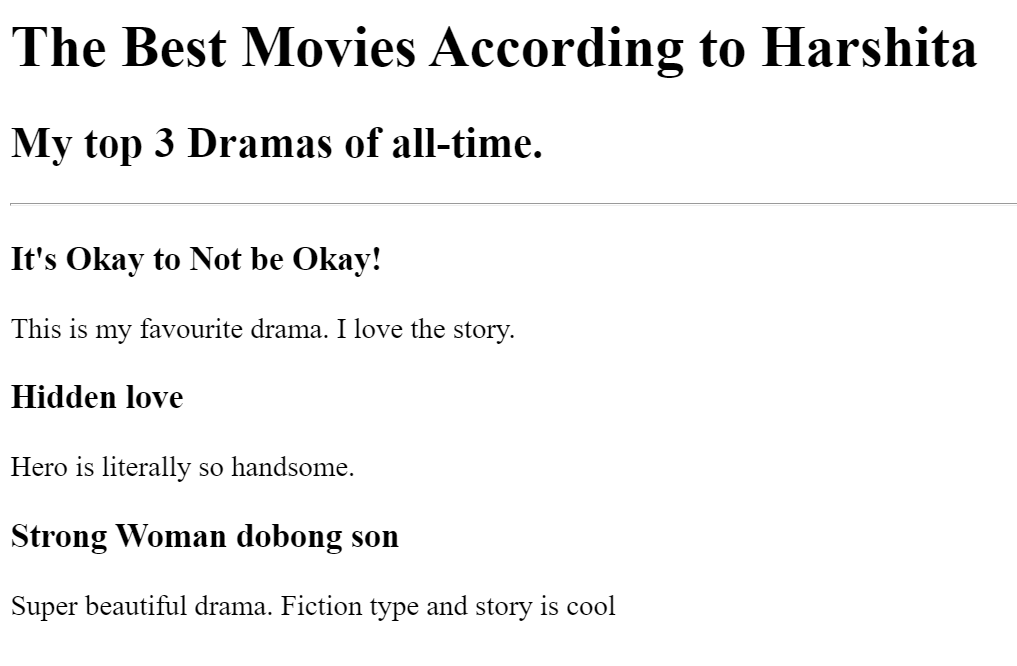 The Best Movies According to Harshita
My top 3 Dramas of all-time.
It's Okay to Not be Okay!
This is my favourite drama. I love the story.
Hidden love
Hero is literally so handsome.
Strong Woman dobong son
Super beautiful drama. Fiction type and story is cool